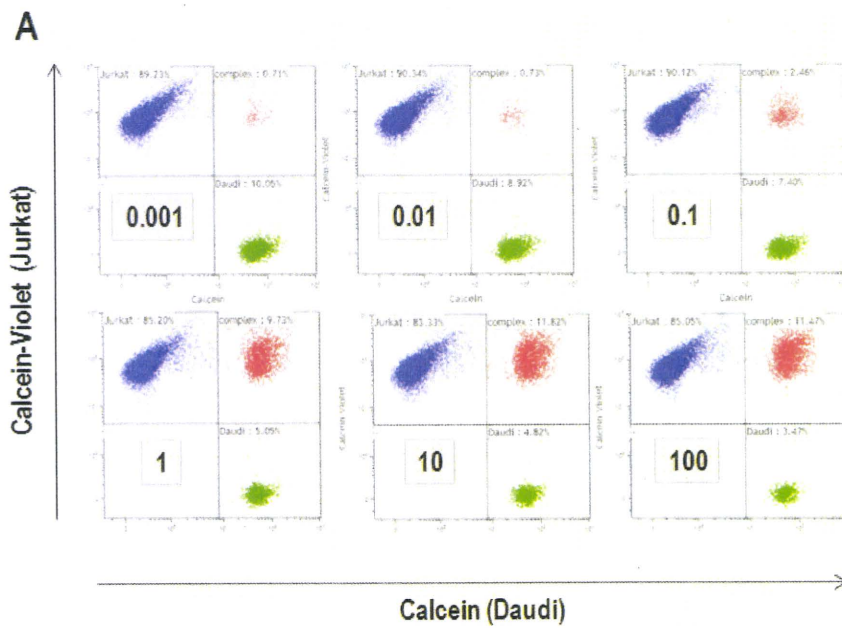 A
Calcein-Violet (Jurkat)
Jurkat : 89.23%
complex : 0.71%
Daudi : 10.05%
0.001
Calcein
Jurkat : 90.34%
complex : 0.73%
Calcein-Violet
Daudi : 8.92%
0.01
Calcein
Jurkat : 90.12%
complex : 2.46%
Calcein-Violet
Daudi : 7.40%
0.1
Calcein
Jurkat : 85.20%
complex : 9.73%
Daudi : 5.05%
1
Jurkat : 83.33%
complex : 11.82%
Calcein-Violet
Daudi : 4.82%
10
Jurkat : 85.05%
complex : 11.47%
Calcein-Violet
Daudi : 3.47%
100
Calcein (Daudi)